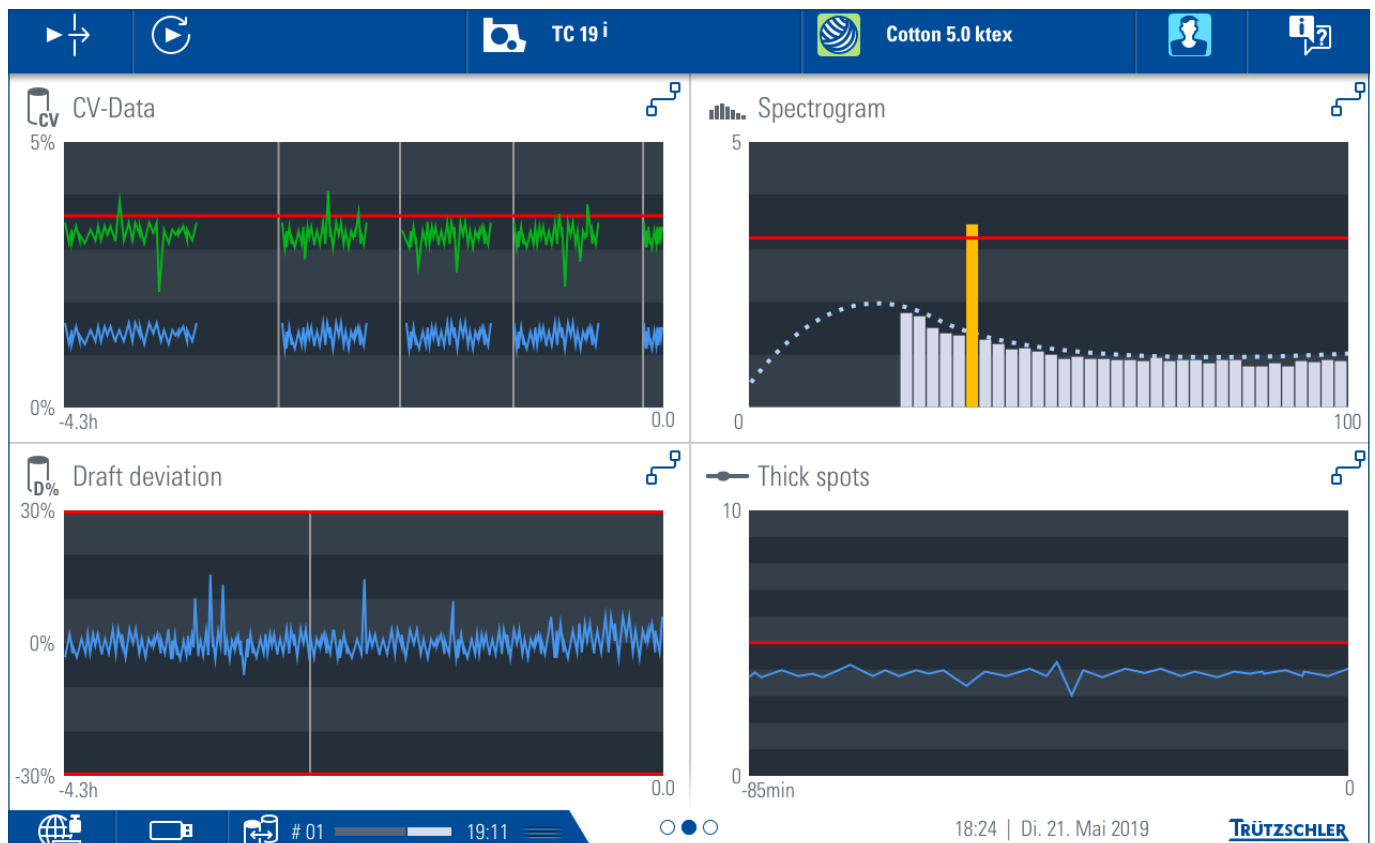 TC 19 i
Cotton 5.0 ktex
i ?
CV CV-Data
5%
0%
-4.3h
0.0
Spectrogram
5
0
100
D% Draft deviation
30%
0%
-30%
-4.3h
0.0
Thick spots
10
0
-85min
0
# 01
19:11
18:24 | Di. 21. Mai 2019
TRÜTZSCHLER